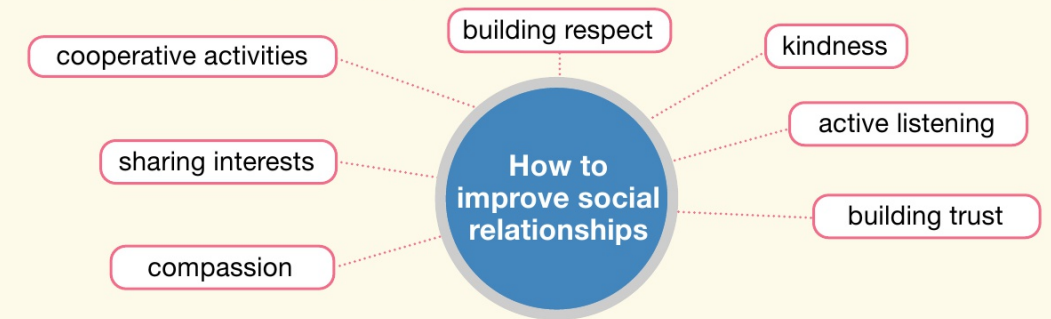 building respect
kindness
cooperative activities
active listening
sharing interests
How to
improve social
relationships
building trust
compassion